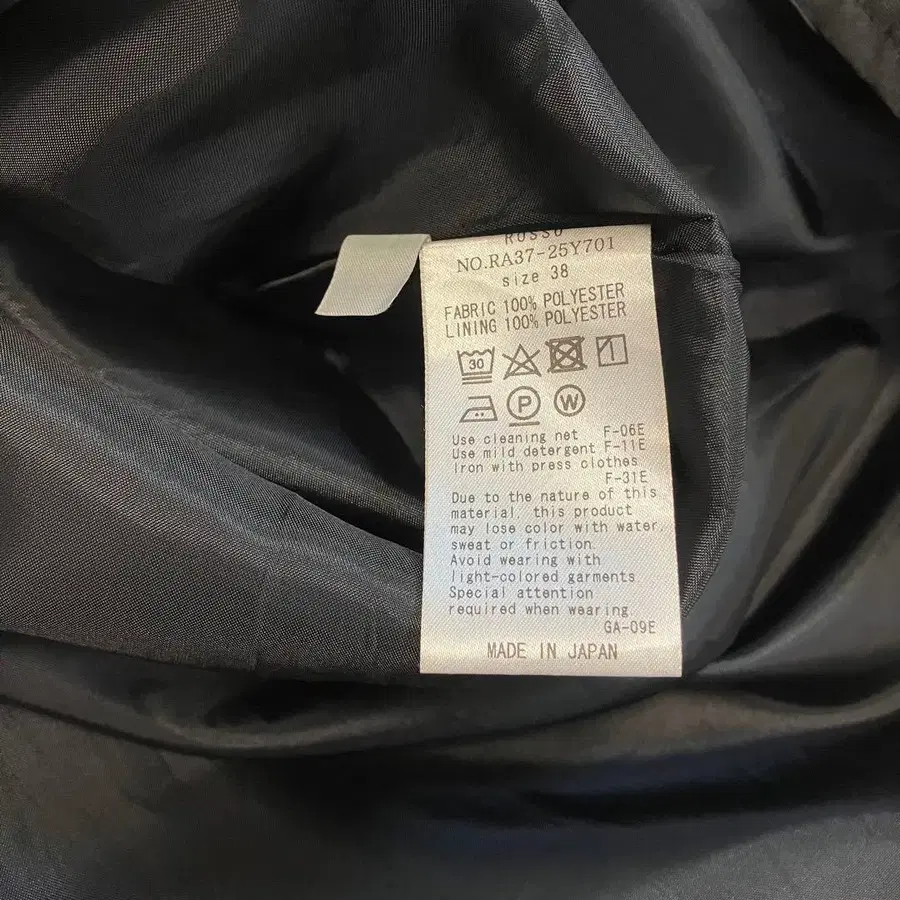 ROSSO
NO.RA37-25Y701
size 38
FABRIC 100% POLYESTER
LINING 100% POLYESTER
30
P W
Use cleaning net F-06E
Use mild detergent F-11E
Iron with press clothes
F-31E
Due to the nature of this
material, this product
may lose color with water,
sweat or friction.
Avoid wearing with
light-colored garments.
Special attention
required when wearing.
GA-09E
MADE IN JAPAN